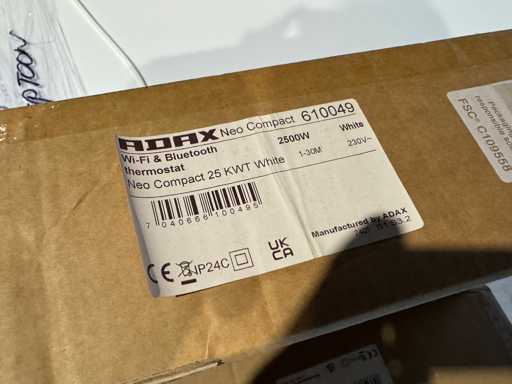 ADAX Neo Compact 610049
Wi-Fi & Bluetooth 2500W White
thermostat 1-30M 230V~
Neo Compact 25 KWT White
7 040666 100495
Manufactured by ADAX
CE IP24C UK CA
FSC® C109558